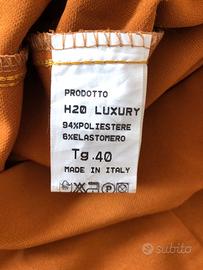 PRODOTTO
H20 LUXURY
94%POLIESTERE
6%ELASTOMERO
Tg.40
MADE IN ITALY
subito